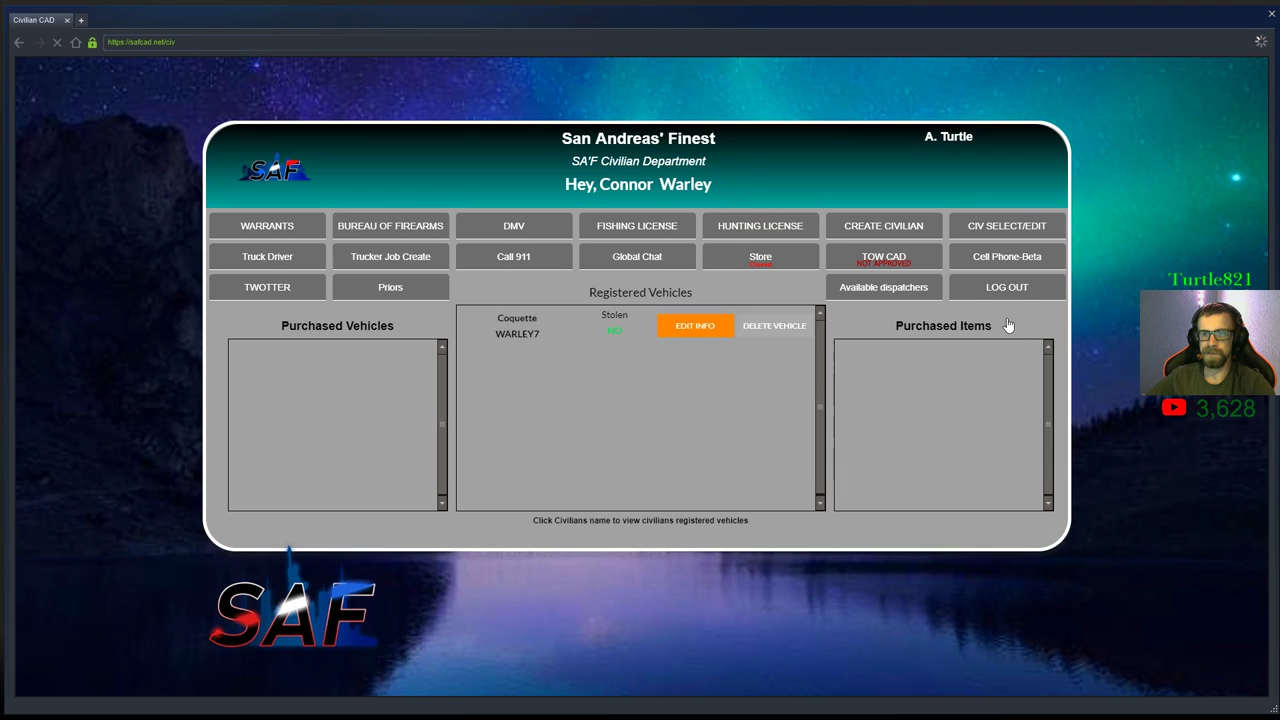 Civilian CAD
https://safcad.net/civ
San Andreas' Finest
A. Turtle
SA'F Civilian Department
SAF
Hey, Connor Warley
WARRANTS
BUREAU OF FIREARMS
DMV
FISHING LICENSE
HUNTING LICENSE
CREATE CIVILIAN
CIV SELECT/EDIT
Truck Driver
Trucker Job Create
Call 911
Global Chat
Store
Closed
TOW CAD
NOT APPROVED
Cell Phone-Beta
TWOTTER
Priors
Registered Vehicles
Available dispatchers
LOG OUT
Turtle821
Purchased Vehicles
Coquette
WARLEY7
Stolen
NO
EDIT INFO
DELETE VEHICLE
Purchased Items
3,628
Click Civilians name to view civilians registered vehicles
SAF